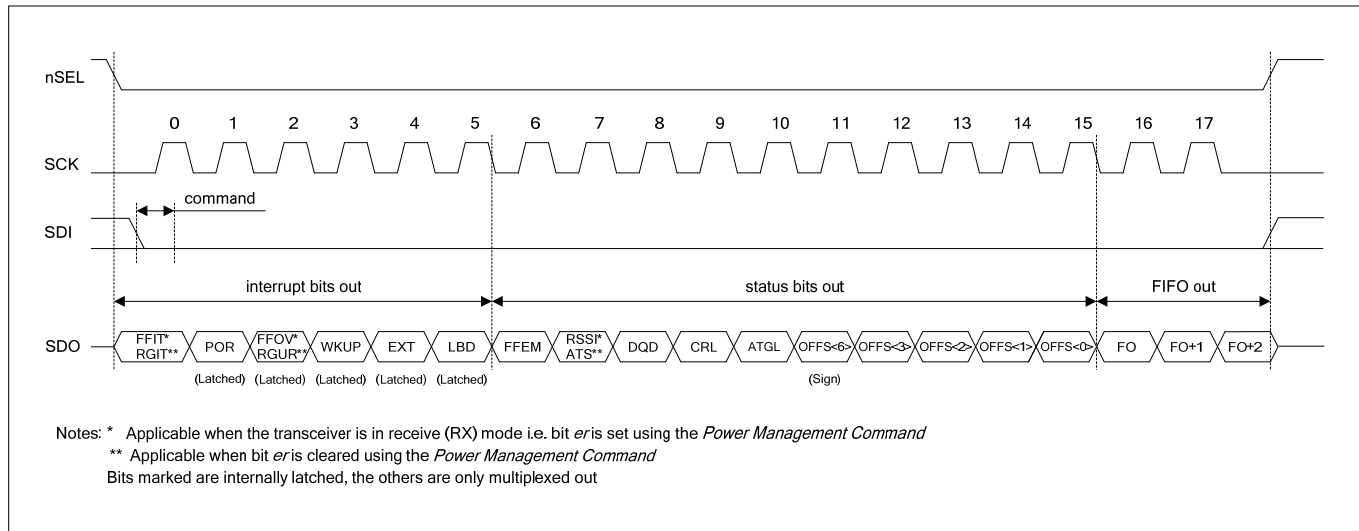 nSEL
0 1 2 3 4 5 6 7 8 9 10 11 12 13 14 15 16 17
SCK
command
SDI
interrupt bits out status bits out FIFO out
SDO
FFIT* RGIT** POR FFOV* RGUR** WKUP EXT LBD FFEM RSSI* ATS** DQD CRL ATGL OFFS<6> OFFS<3> OFFS<2> OFFS<1> OFFS<0> FO FO+1 FO+2
(Latched) (Latched) (Latched) (Latched) (Latched) (Sign)
Notes: * Applicable when the transceiver is in receive (RX) mode i.e. bit er is set using the Power Management Command
** Applicable when bit er is cleared using the Power Management Command
Bits marked are internally latched, the others are only multiplexed out